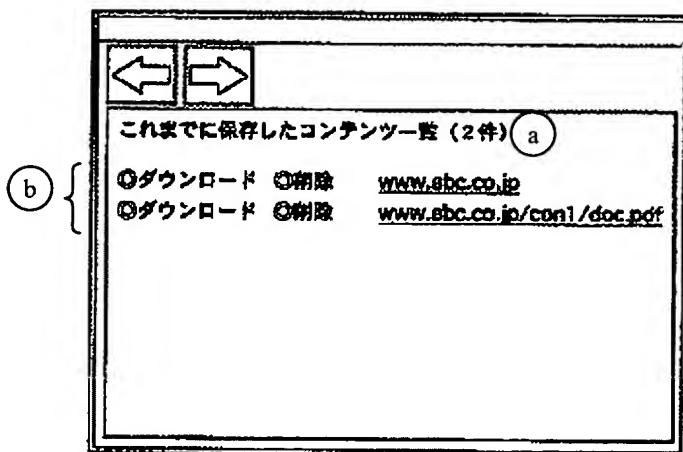 これまでに保存したコンテンツ一覧(2件)
a
b
◎ダウンロード ◎削除 www.abc.co.jp
◎ダウンロード ◎削除 www.abc.co.jp/con1/doc.pdf